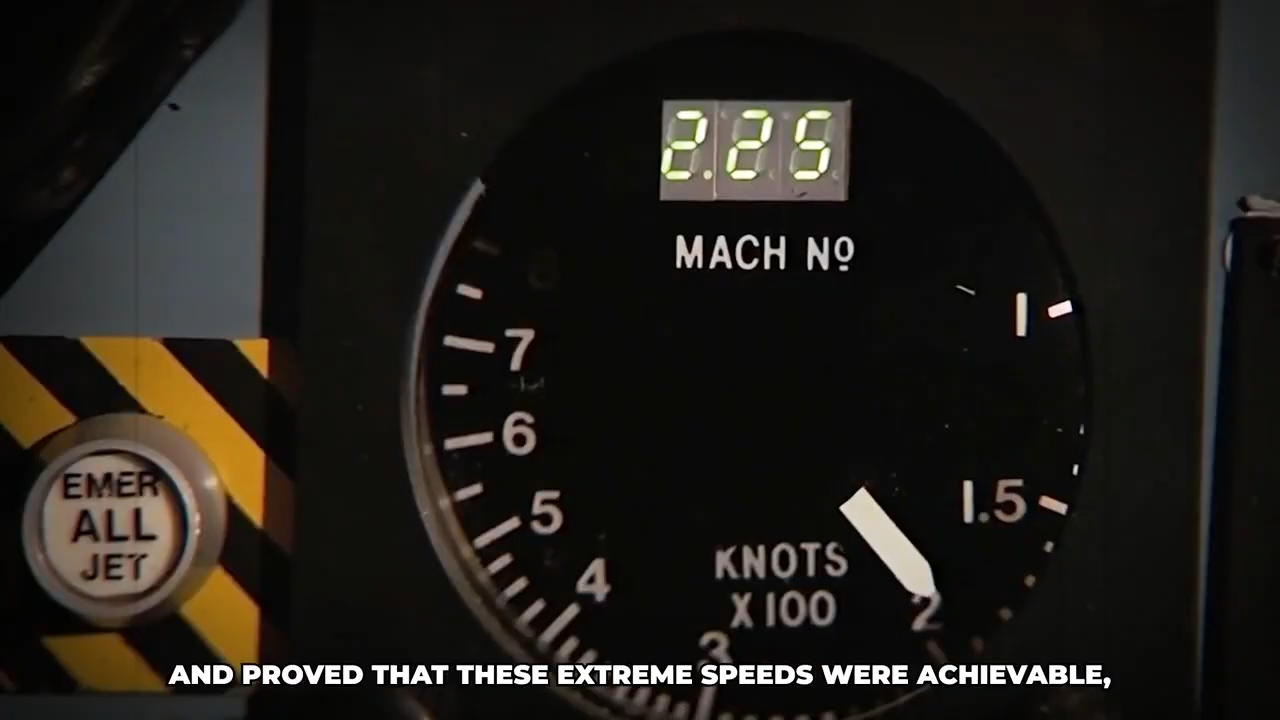 2.25
MACH Nº
1
7
6
1.5
5
4
KNOTS
X 100
2
3
EMER
ALL
JET
AND PROVED THAT THESE EXTREME SPEEDS WERE ACHIEVABLE,